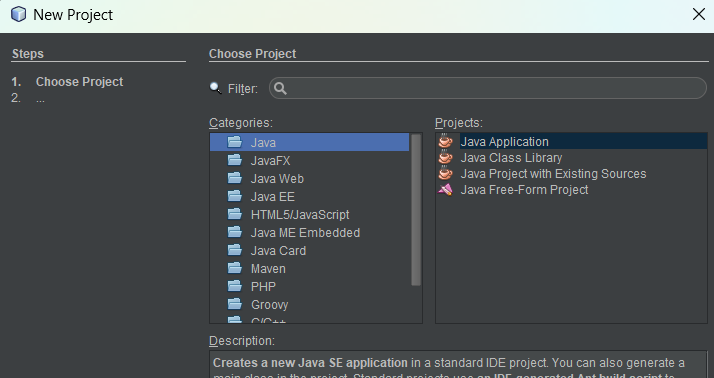 New Project
Steps
1. Choose Project
2. ...
Choose Project
Filter:
Categories:
Java
JavaFX
Java Web
Java EE
HTML5/JavaScript
Java ME Embedded
Java Card
Maven
PHP
Groovy
C/C++
Projects:
Java Application
Java Class Library
Java Project with Existing Sources
Java Free-Form Project
Description:
Creates a new Java SE application in a standard IDE project. You can also generate a
main class in the project. Standard projects use an IDE-generated Ant build script to